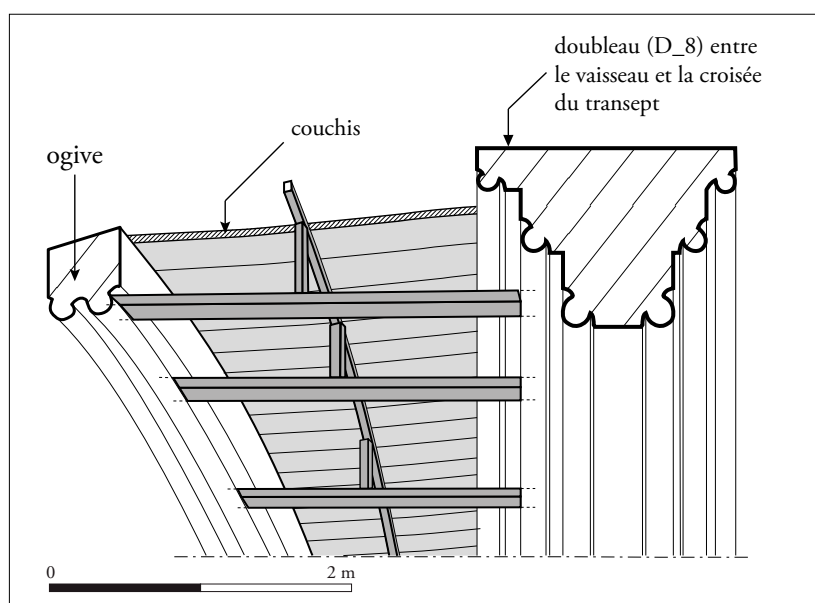 doubleau (D_8) entre
le vaisseau et la croisée
du transept
couchis
ogive
0
2 m